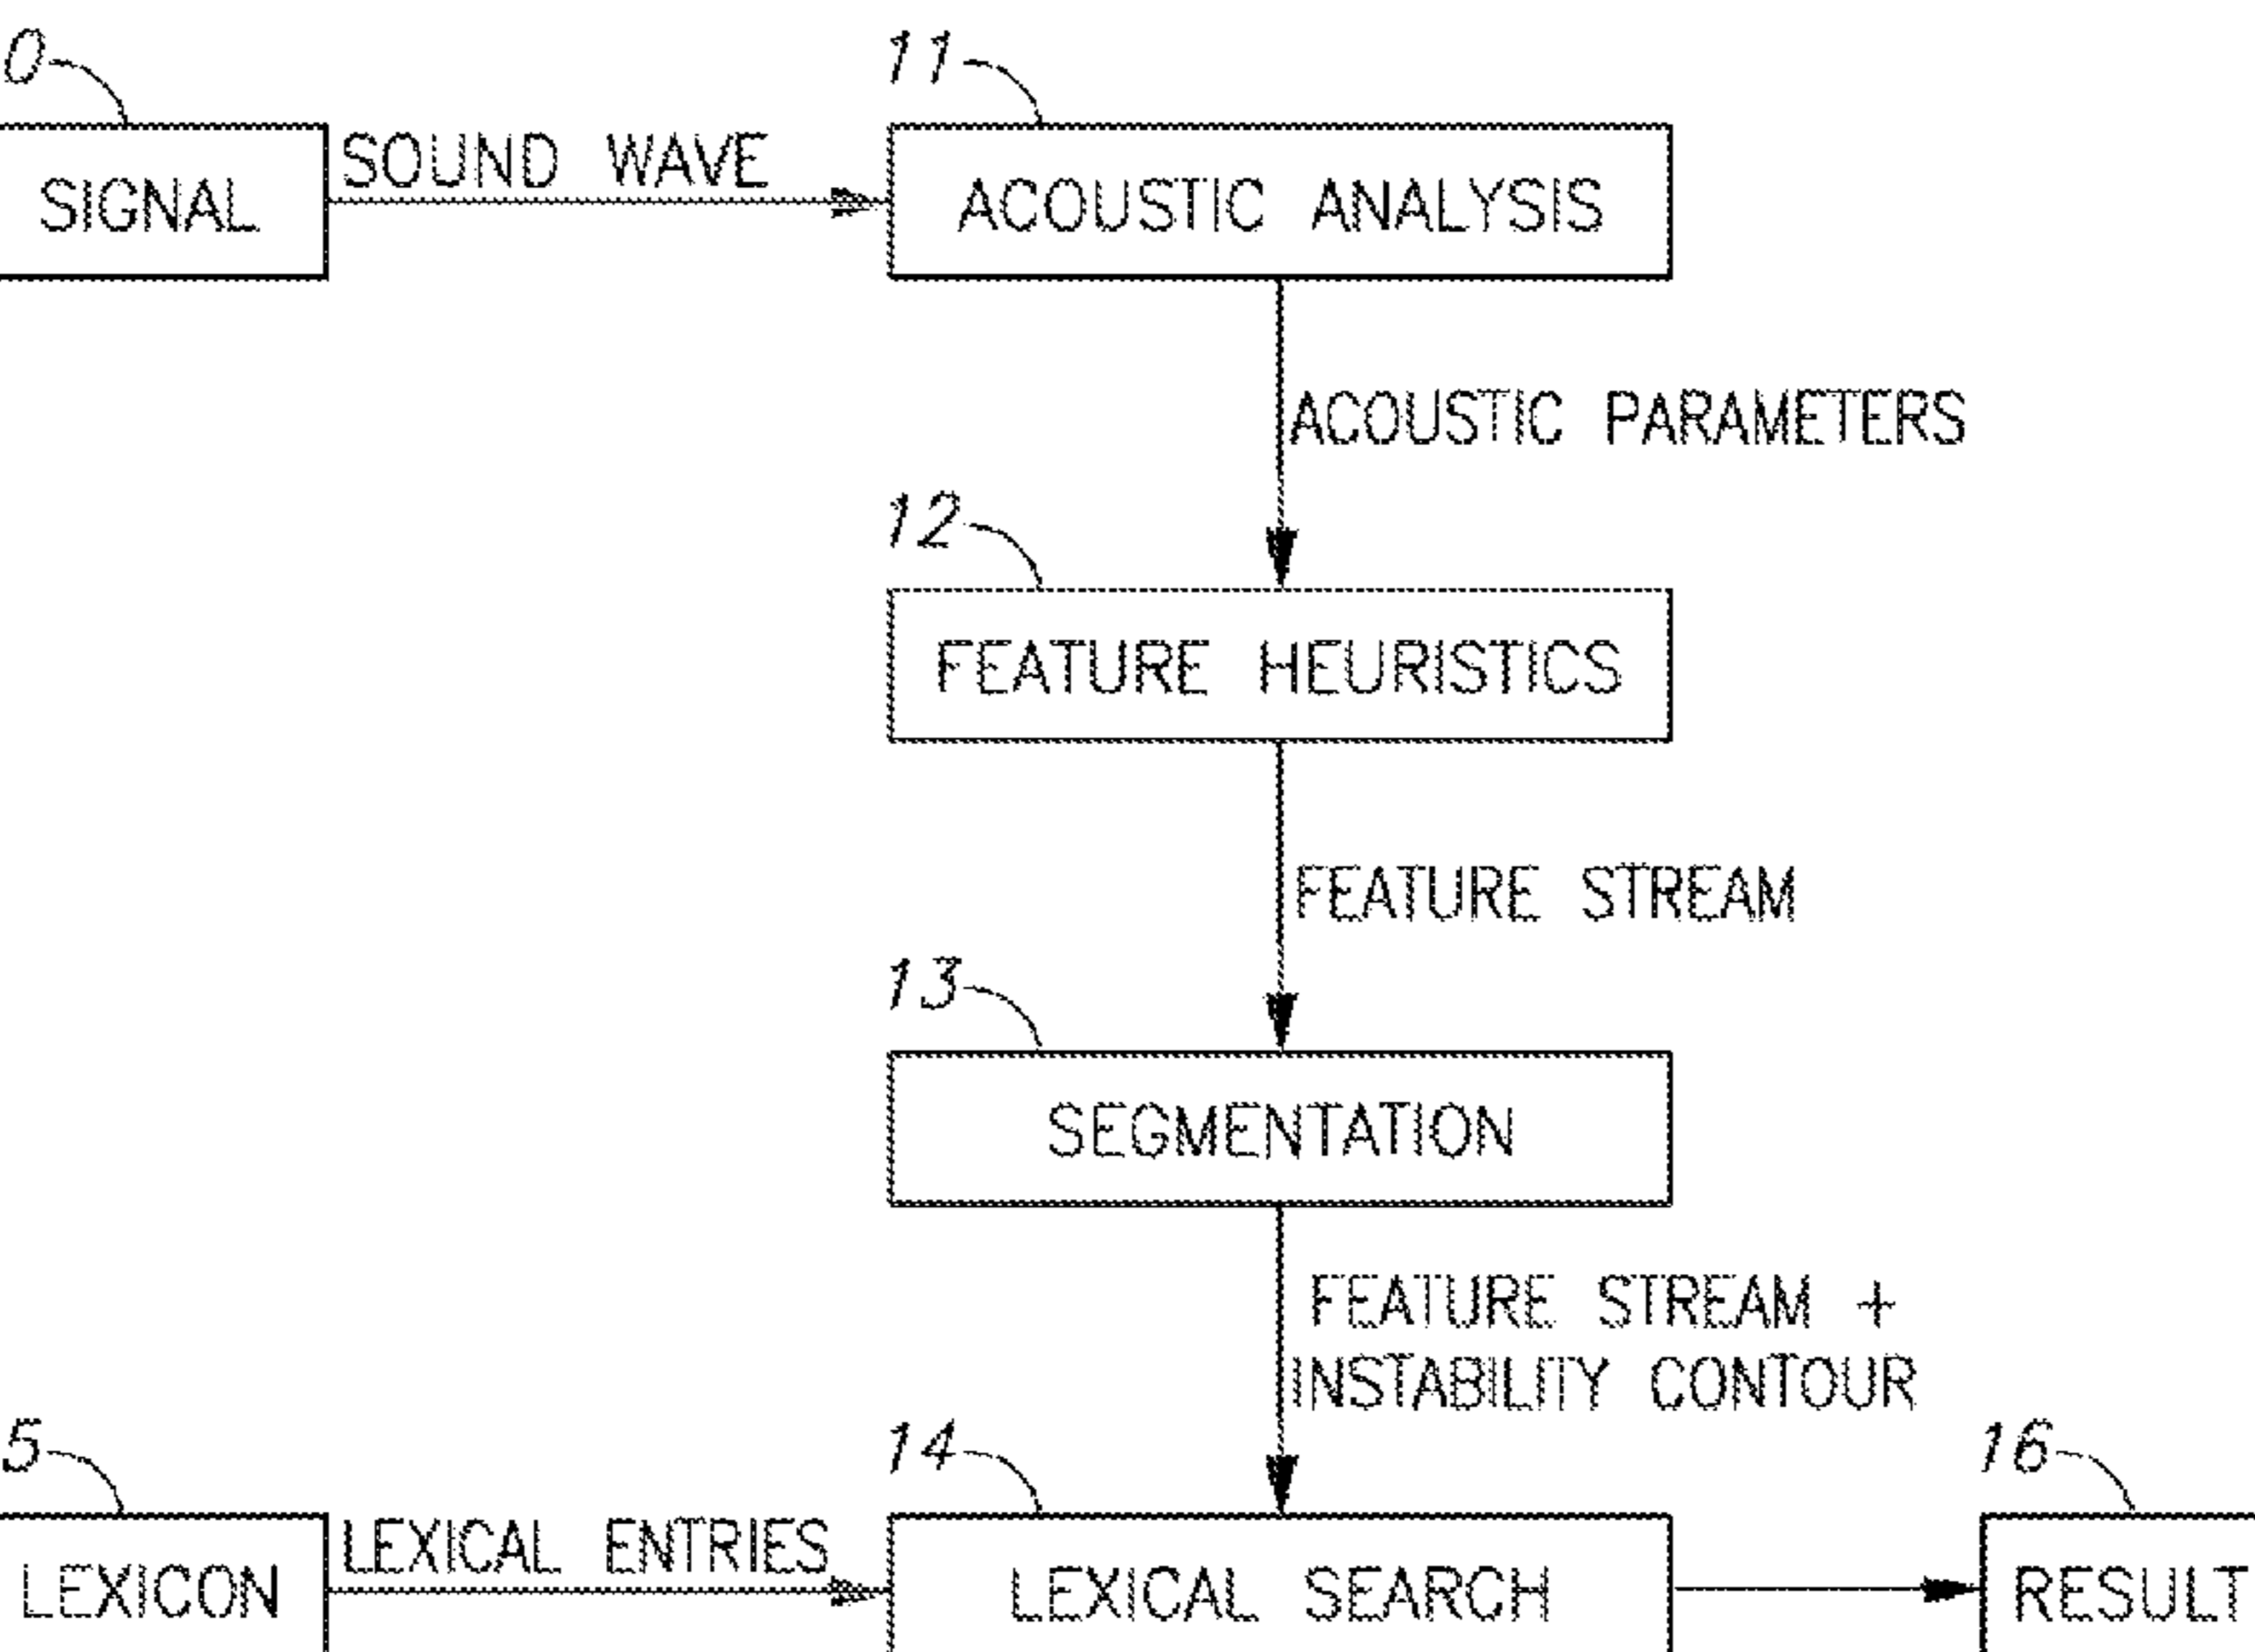 0
11
SIGNAL
SOUND WAVE
ACOUSTIC ANALYSIS
ACOUSTIC PARAMETERS
12
FEATURE HEURISTICS
FEATURE STREAM
13
SEGMENTATION
FEATURE STREAM +
INSTABILITY CONTOUR
5
14
16
LEXICON
LEXICAL ENTRIES
LEXICAL SEARCH
RESULT